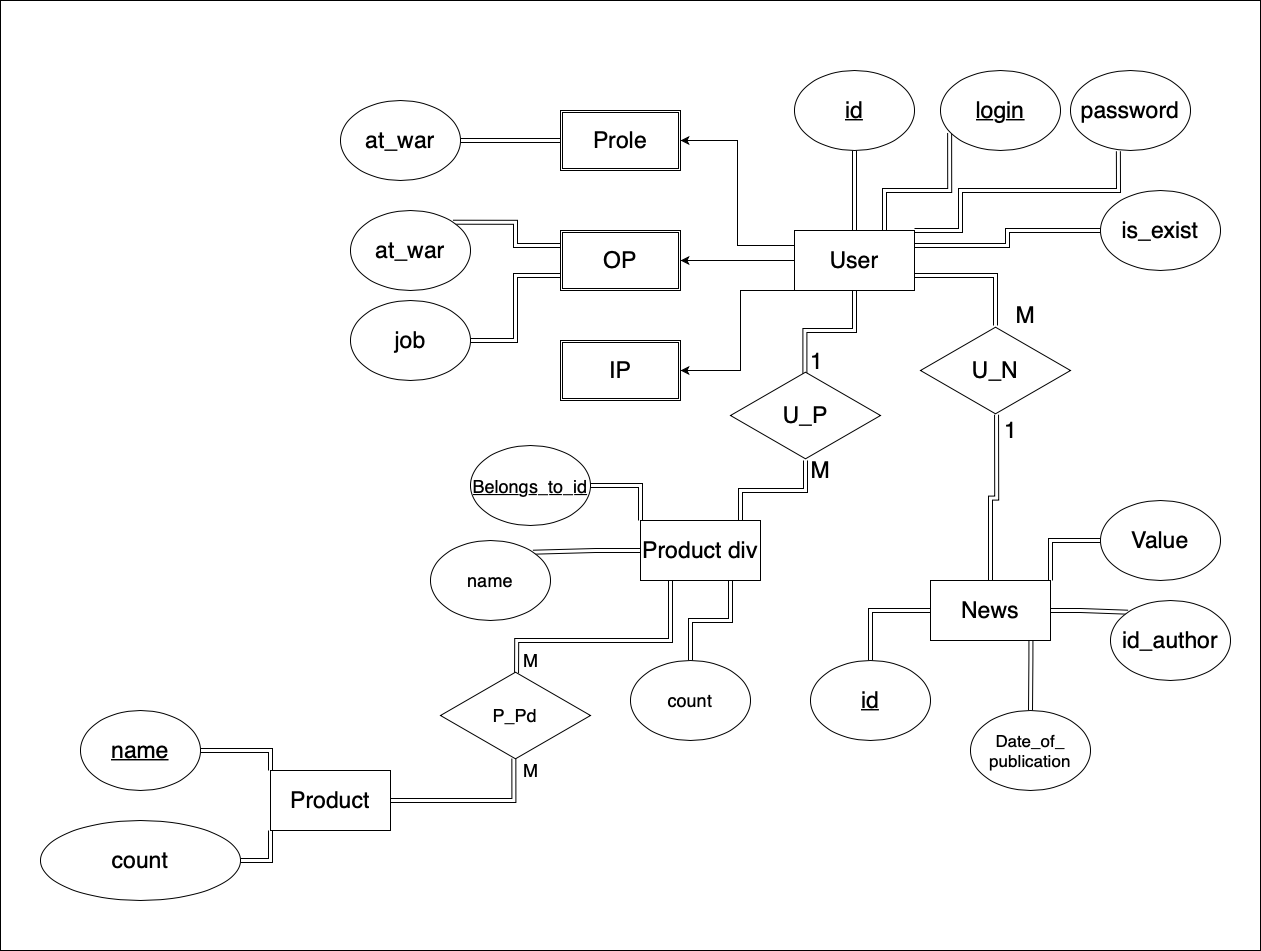 id
login
password
at_war
Prole
is_exist
at_war
OP
User
M
job
1
IP
U_N
U_P
1
M
Belongs_to_id
Value
Product div
name
News
id_author
M
count
id
P_Pd
Date_of_
publication
name
M
Product
count